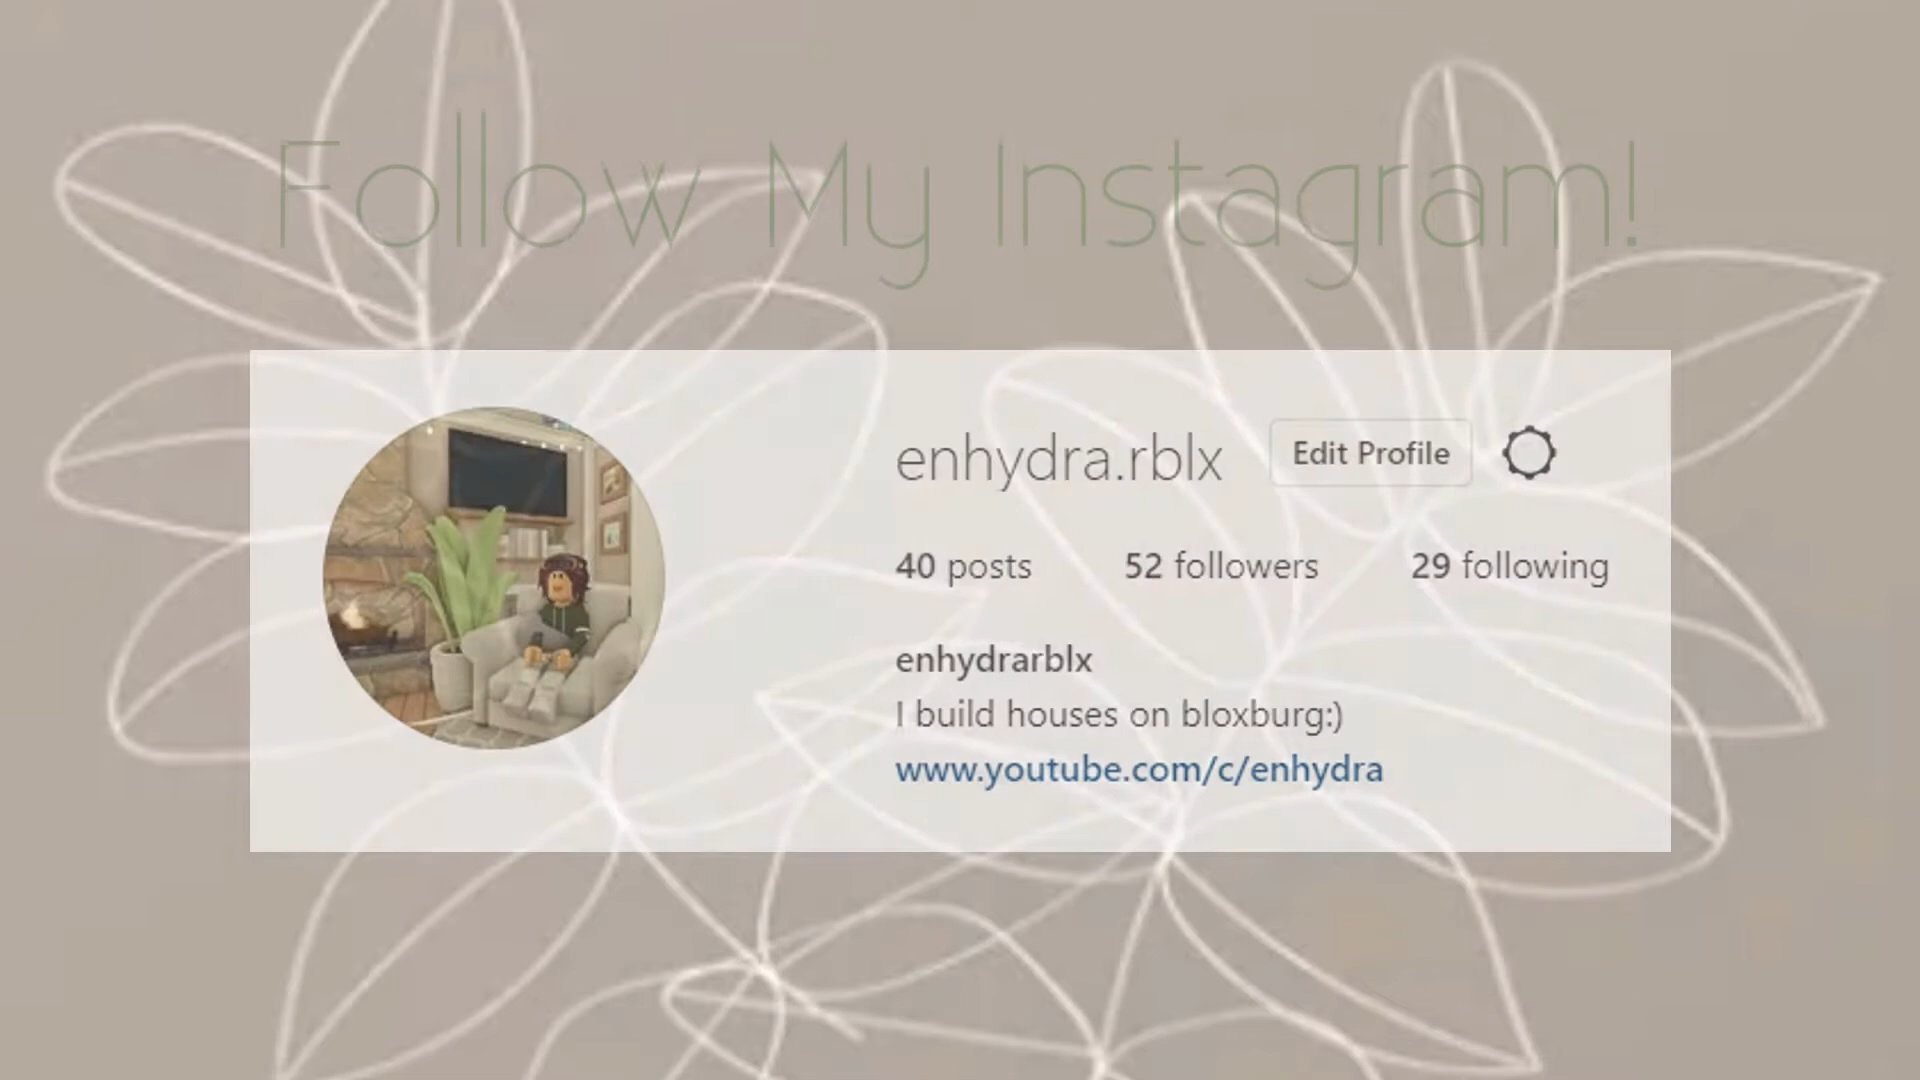 Follow My Instagram!
enhydra.rblx Edit Profile
40 posts 52 followers 29 following
enhydrarblx
I build houses on bloxburg:)
www.youtube.com/c/enhydra